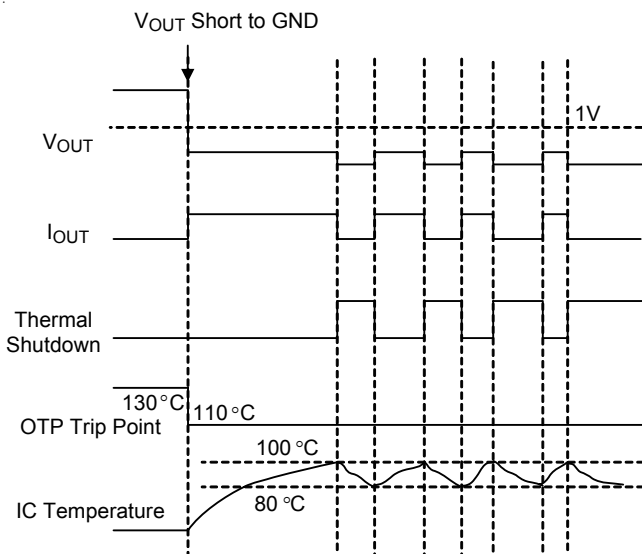 VOUT Short to GND
1V
VOUT
IOUT
Thermal
Shutdown
130 °C
110 °C
OTP Trip Point
100 °C
80 °C
IC Temperature